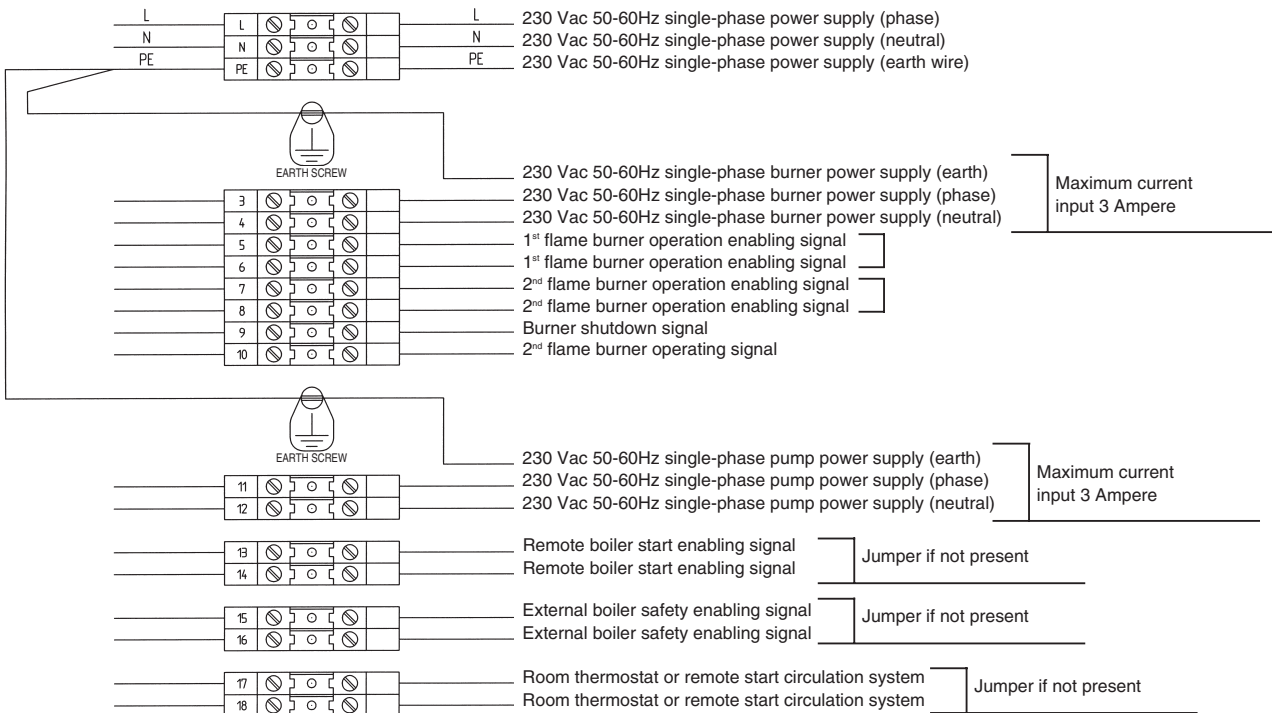 L L L 230 Vac 50-60Hz single-phase power supply (phase)
N N N 230 Vac 50-60Hz single-phase power supply (neutral)
PE PE PE 230 Vac 50-60Hz single-phase power supply (earth wire)
EARTH SCREW
230 Vac 50-60Hz single-phase burner power supply (earth)
3 230 Vac 50-60Hz single-phase burner power supply (phase)
4 230 Vac 50-60Hz single-phase burner power supply (neutral)
Maximum current
input 3 Ampere
5 1st flame burner operation enabling signal
6 1st flame burner operation enabling signal
7 2nd flame burner operation enabling signal
8 2nd flame burner operation enabling signal
9 Burner shutdown signal
10 2nd flame burner operating signal
EARTH SCREW
230 Vac 50-60Hz single-phase pump power supply (earth)
11 230 Vac 50-60Hz single-phase pump power supply (phase)
12 230 Vac 50-60Hz single-phase pump power supply (neutral)
Maximum current
input 3 Ampere
13 Remote boiler start enabling signal
14 Remote boiler start enabling signal
Jumper if not present
15 External boiler safety enabling signal
16 External boiler safety enabling signal
Jumper if not present
17 Room thermostat or remote start circulation system
18 Room thermostat or remote start circulation system
Jumper if not present